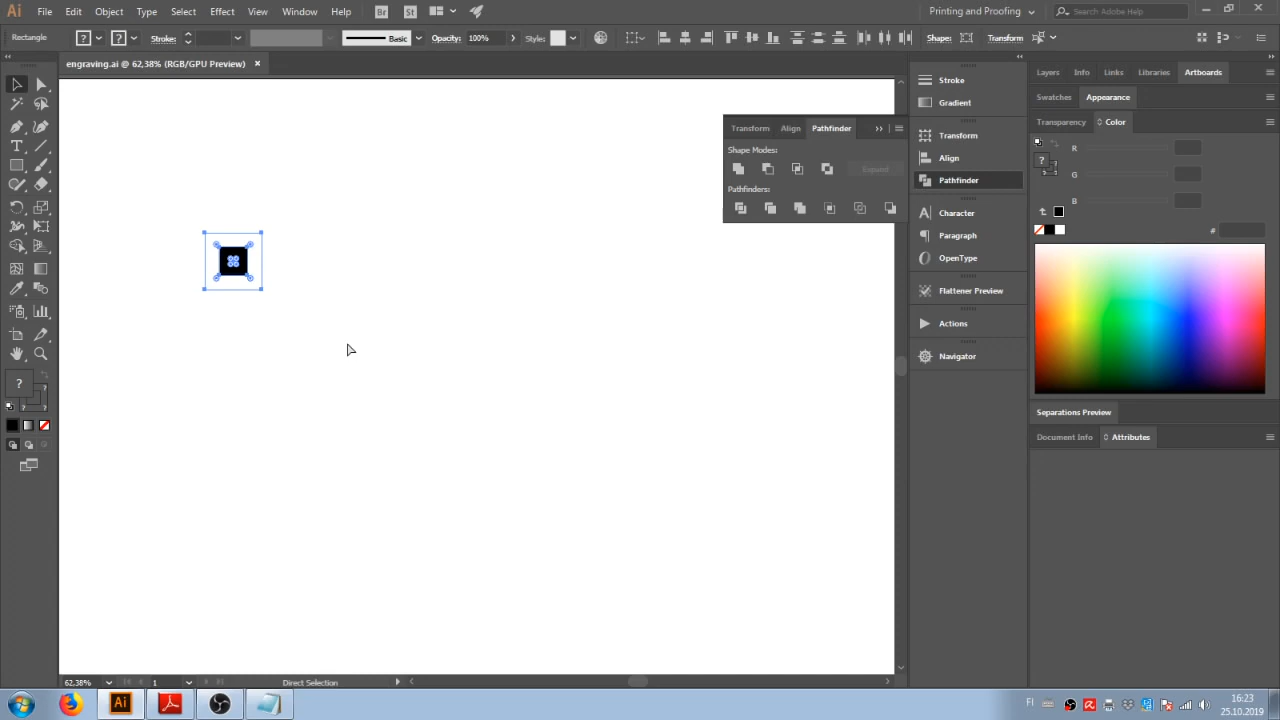 Ai File Edit Object Type Select Effect View Window Help Br St Printing and Proofing Search Adobe Help
Rectangle ? ? Stroke: Basic Opacity: 100% Style: Shape: Transform
engraving.ai @ 62,38% (RGB/GPU Preview)
Stroke
Gradient
Transform
Align
Pathfinder
Character
Paragraph
OpenType
Flattener Preview
Actions
Navigator
Transform Align Pathfinder
Shape Modes:
Expand
Pathfinders:
Layers Info Links Libraries Artboards
Swatches Appearance
Transparency Color
? R
G
B
#
Separations Preview
Document Info Attributes
T
? ?
? ?
62,38% 1 Direct Selection
Ai FI 16:23
25.10.2019